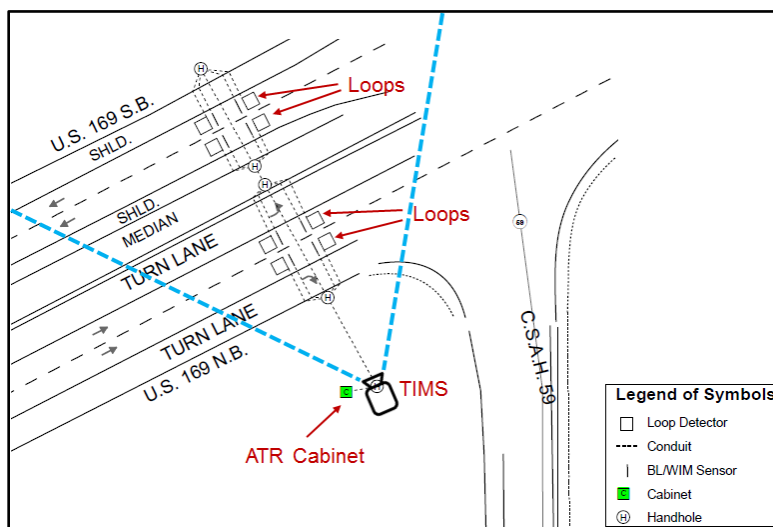 H
Loops
U.S. 169 S.B.
SHLD.
H
H
SHLD.
MEDIAN
Loops
TURN LANE
59
H
TURN LANE
U.S. 169 N.B.
C.S.A.H. 59
H
TIMS
C
ATR Cabinet
Legend of Symbols
Loop Detector
Conduit
BL/WIM Sensor
C
Cabinet
H
Handhole